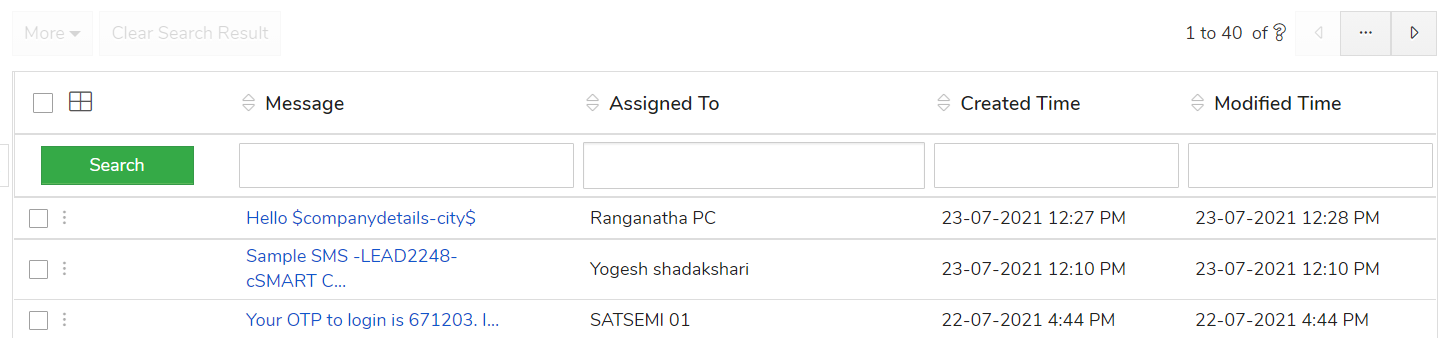 More Clear Search Result 1 to 40 of ? ...
Message Assigned To Created Time Modified Time
Search
Hello $companydetails-city$ Ranganatha PC 23-07-2021 12:27 PM 23-07-2021 12:28 PM
Sample SMS -LEAD2248-
cSMART C... Yogesh shadakshari 23-07-2021 12:10 PM 23-07-2021 12:10 PM
Your OTP to login is 671203. I... SATSEMI 01 22-07-2021 4:44 PM 22-07-2021 4:44 PM